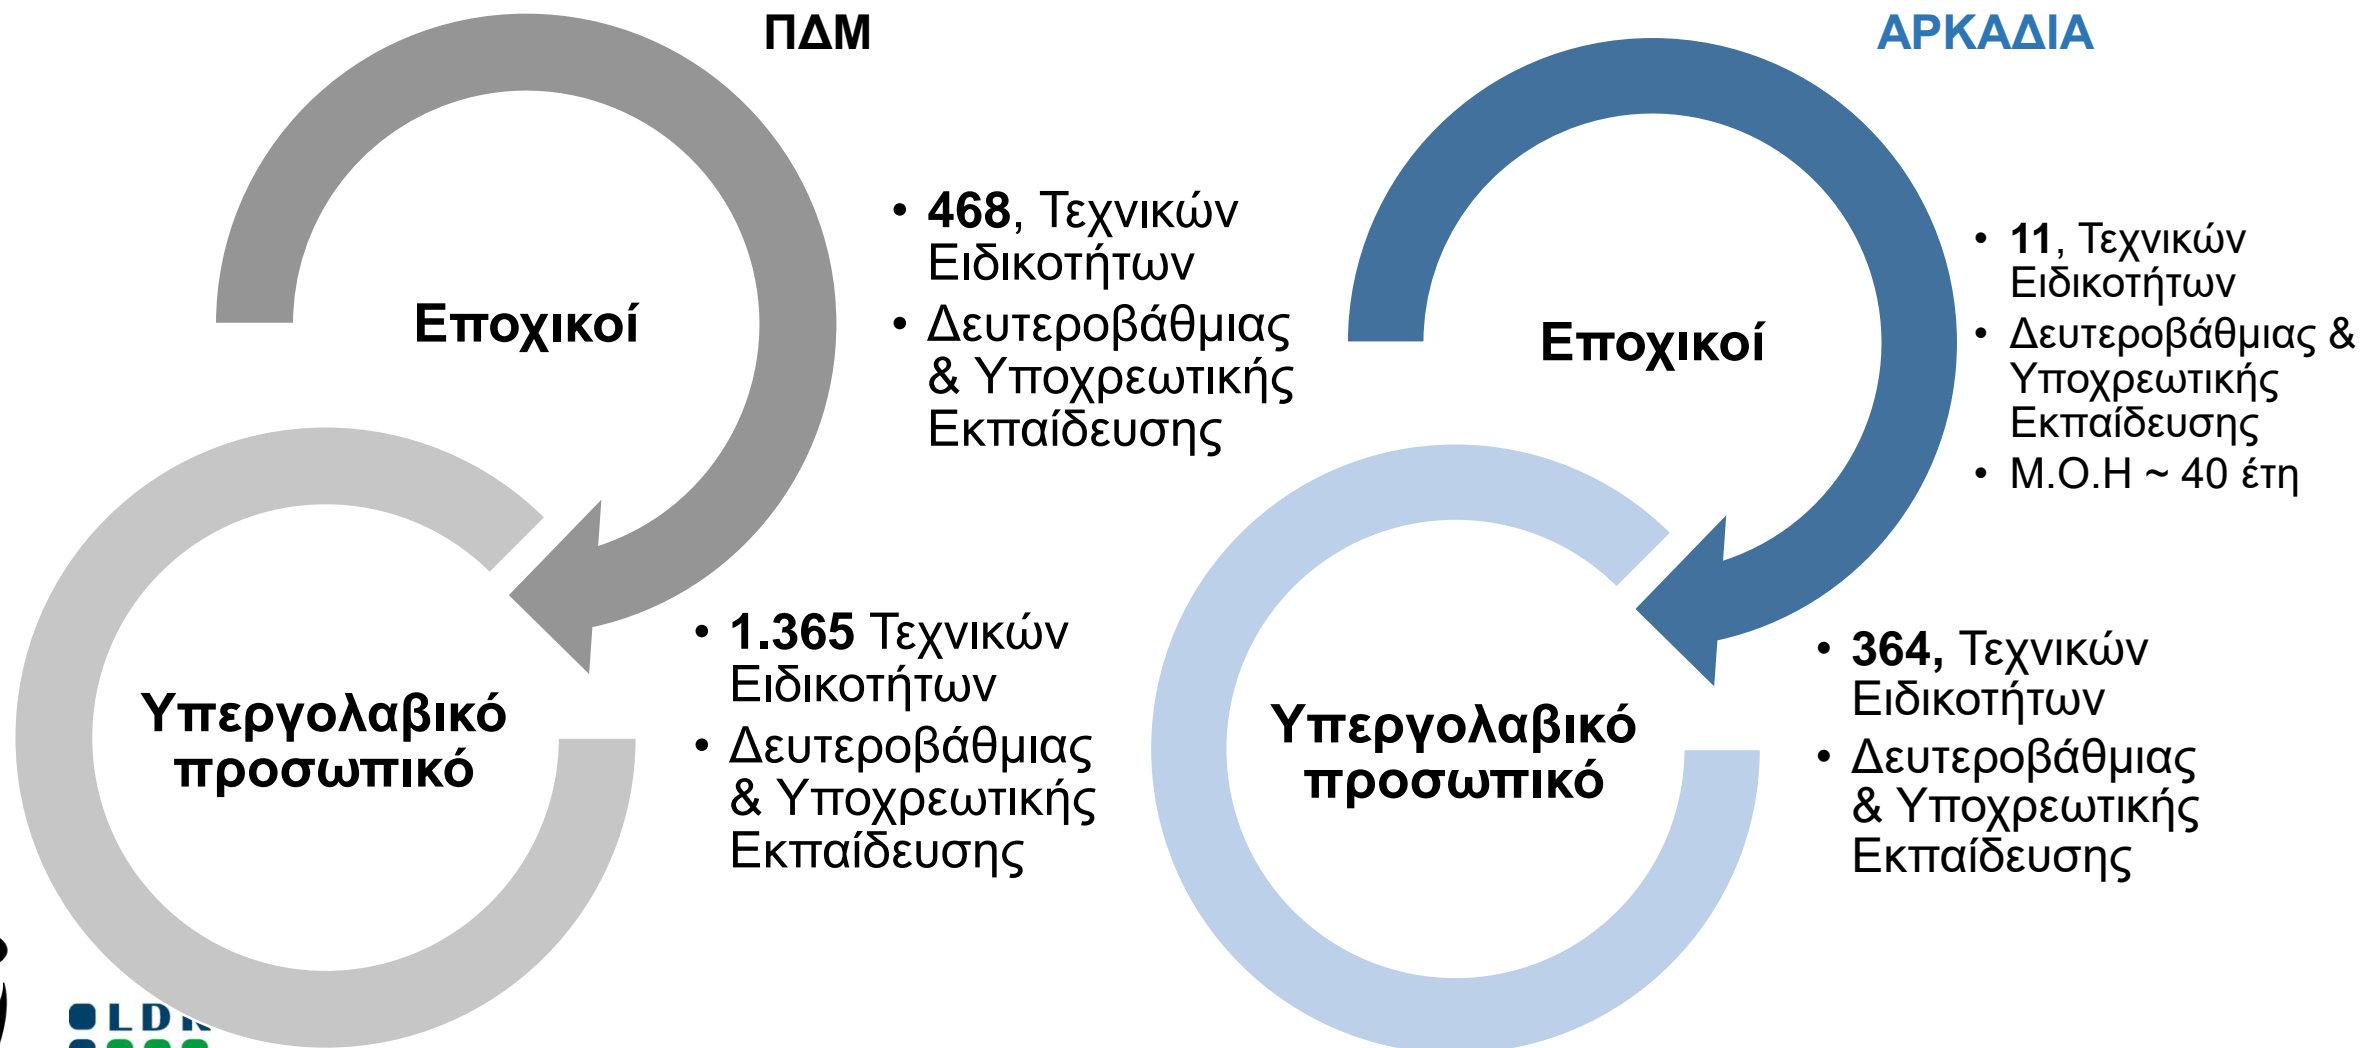 ΠΔΜ
Εποχικοί
• 468, Τεχνικών
Ειδικοτήτων
• Δευτεροβάθμιας
& Υποχρεωτικής
Εκπαίδευσης
Υπεργολαβικό
προσωπικό
• 1.365 Τεχνικών
Ειδικοτήτων
• Δευτεροβάθμιας
& Υποχρεωτικής
Εκπαίδευσης
ΑΡΚΑΔΙΑ
Εποχικοί
• 11, Τεχνικών
Ειδικοτήτων
• Δευτεροβάθμιας &
Υποχρεωτικής
Εκπαίδευσης
• Μ.Ο.Η ~ 40 έτη
Υπεργολαβικό
προσωπικό
• 364, Τεχνικών
Ειδικοτήτων
• Δευτεροβάθμιας
& Υποχρεωτικής
Εκπαίδευσης
LDK